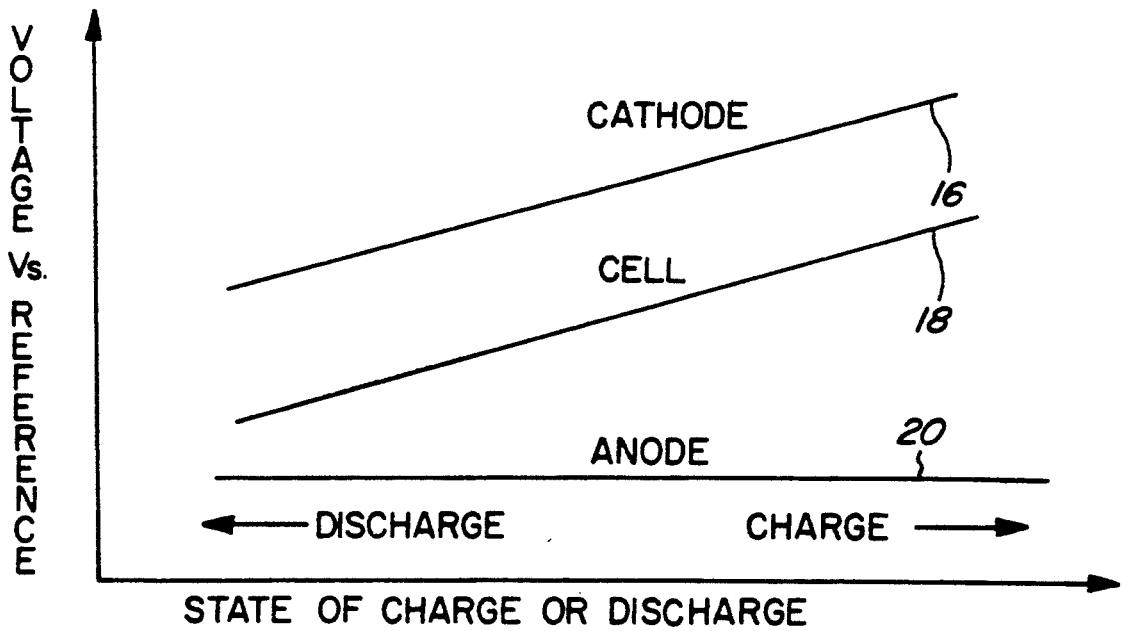 VOLTAGE Vs. REFERENCE
CATHODE
16
CELL
18
ANODE
20
DISCHARGE
CHARGE
STATE OF CHARGE OR DISCHARGE